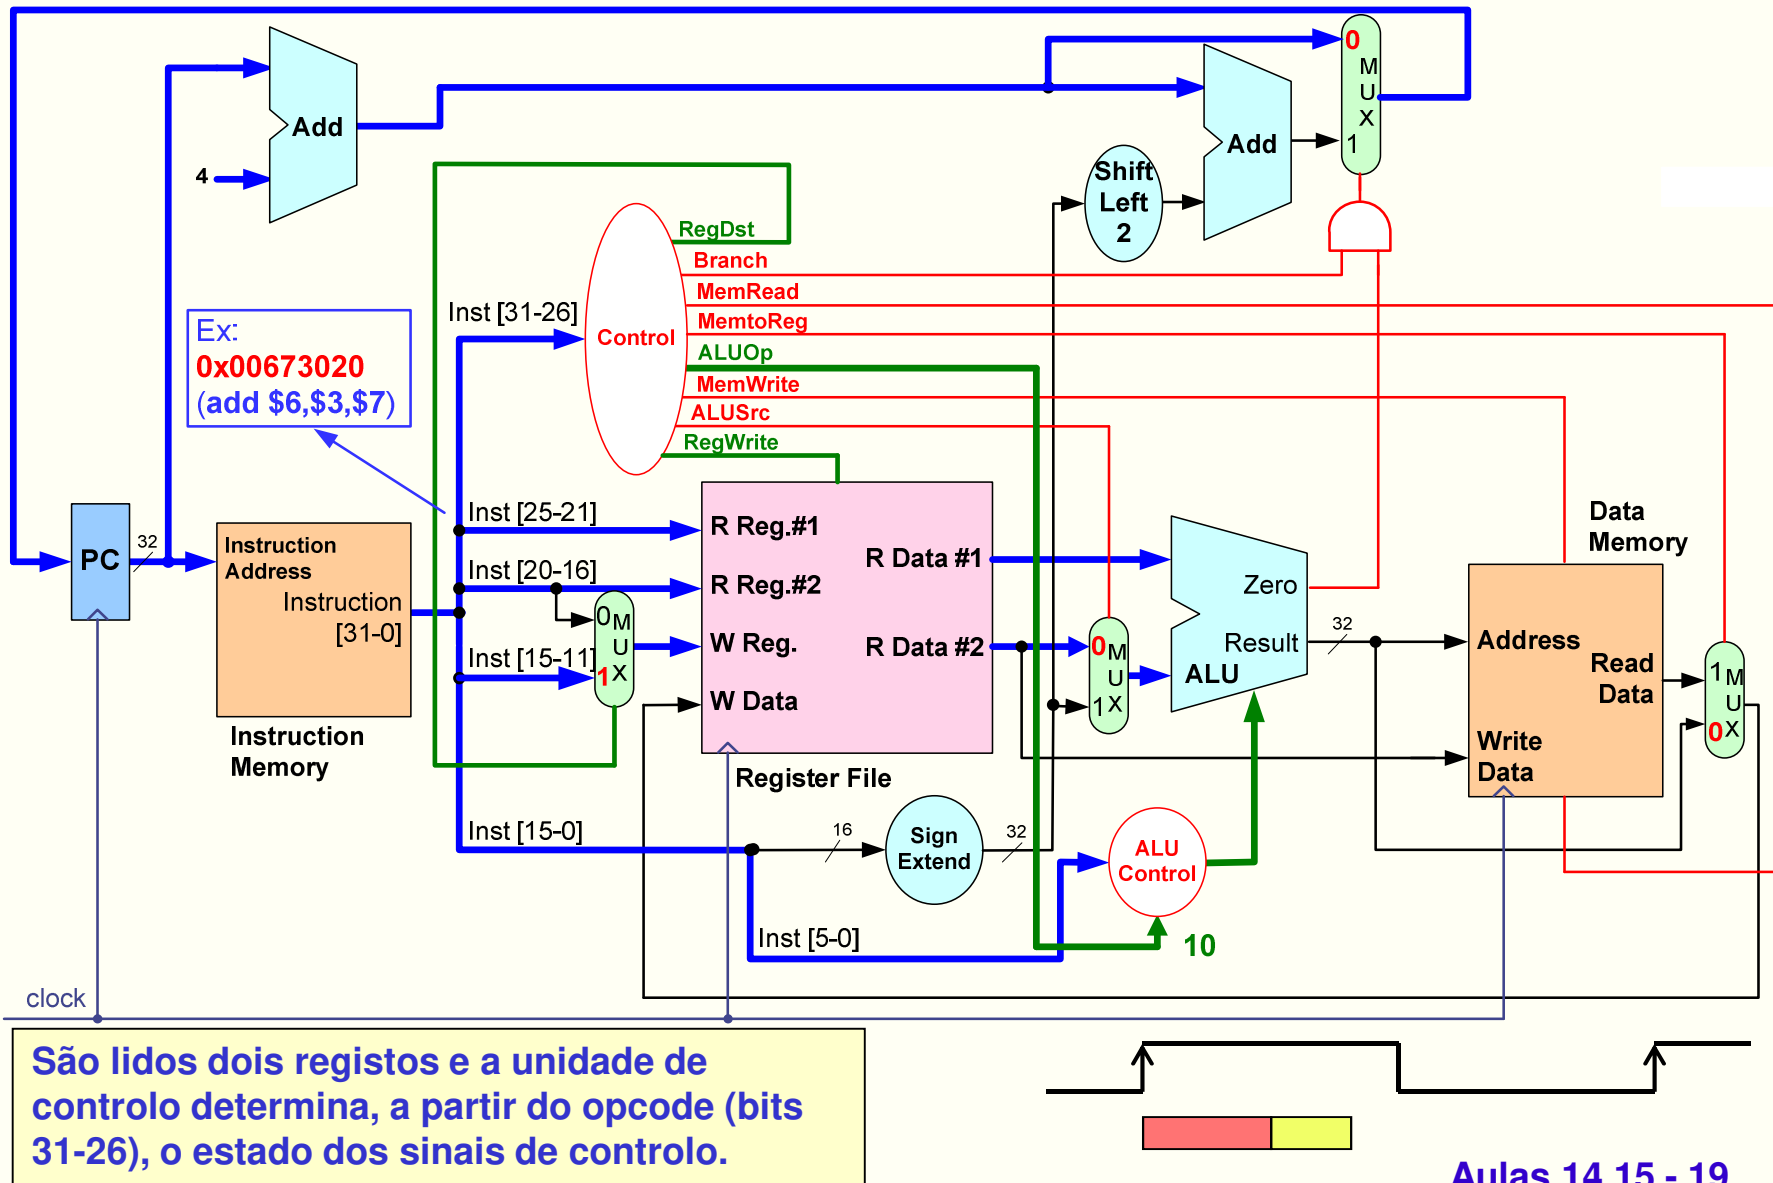 0
M
U
X
1
Add
4
Add
Shift
Left
2
RegDst
Branch
MemRead
MemtoReg
ALUOp
MemWrite
ALUSrc
RegWrite
Inst [31-26]
Control
Ex:
0x00673020
(add $6,$3,$7)
PC
32
Instruction
Address
Instruction
[31-0]
Instruction
Memory
Inst [25-21]
Inst [20-16]
Inst [15-11]
0
M
U
X
1
R Reg.#1
R Reg.#2
W Reg.
W Data
R Data #1
R Data #2
Register File
0
M
U
X
1
Zero
Result
ALU
32
Data
Memory
Address
Read
Data
Write
Data
1
M
U
X
0
Inst [15-0]
16
Sign
Extend
32
ALU
Control
Inst [5-0]
10
clock
São lidos dois registos e a unidade de
controlo determina, a partir do opcode (bits
31-26), o estado dos sinais de controlo.
Aulas 14,15 - 19